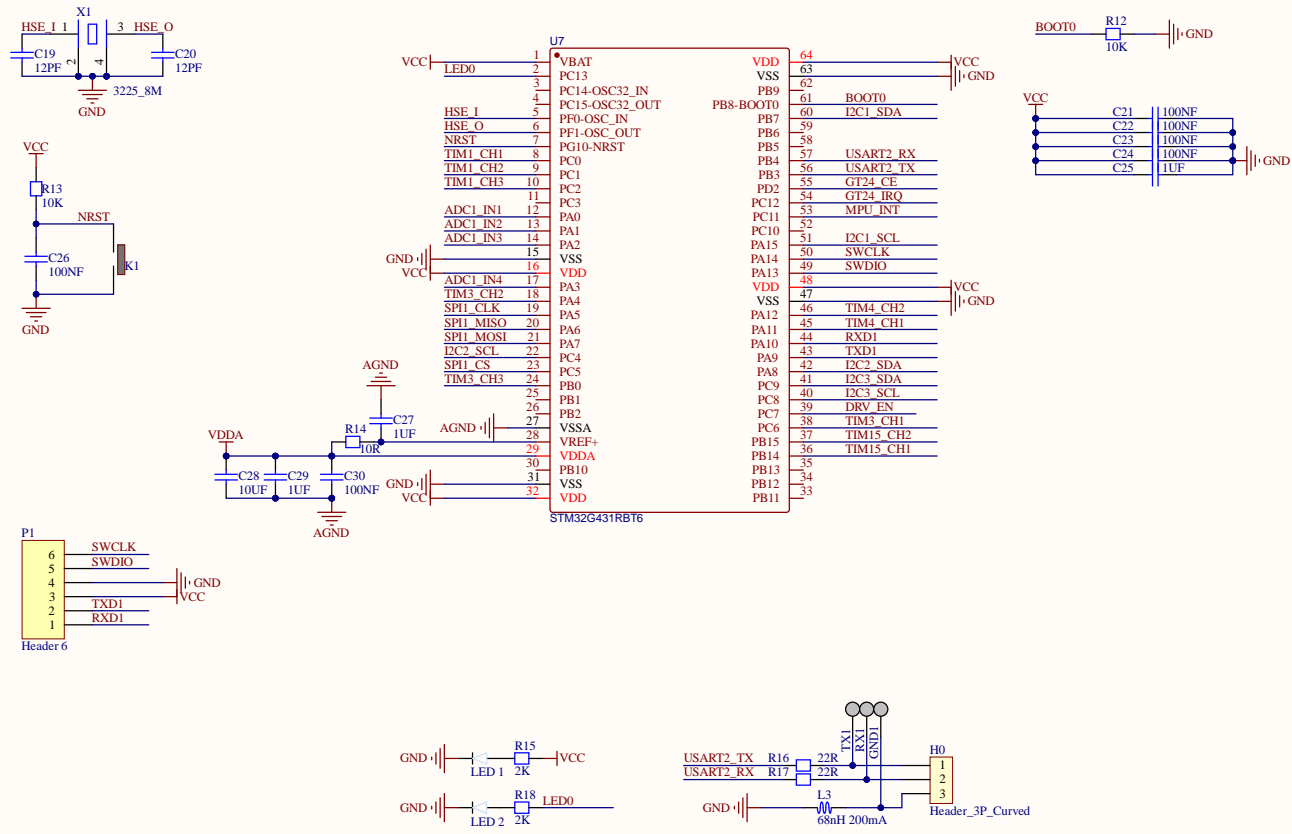 X1
HSE_I 1
3 HSE_O
C19
12PF
2
4
C20
12PF
3225_8M
GND
VCC
R13
10K
NRST
C26
100NF
K1
GND
U7
VCC 1 VBAT
LED0 2 PC13
3 PC14-OSC32_IN
4 PC15-OSC32_OUT
HSE_I 5 PF0-OSC_IN
HSE_O 6 PF1-OSC_OUT
NRST 7 PG10-NRST
TIM1_CH1 8 PC0
TIM1_CH2 9 PC1
TIM1_CH3 10 PC2
11 PC3
ADC1_IN1 12 PA0
ADC1_IN2 13 PA1
ADC1_IN3 14 PA2
GND 15 VSS
VCC 16 VDD
ADC1_IN4 17 PA3
TIM3_CH2 18 PA4
SPI1_CLK 19 PA5
SPI1_MISO 20 PA6
SPI1_MOSI 21 PA7
I2C2_SCL 22 PC4
SPI1_CS 23 PC5
TIM3_CH3 24 PB0
25 PB1
26 PB2
AGND 27 VSSA
28 VREF+
29 VDDA
30 PB10
GND 31 VSS
VCC 32 VDD
VDD 64 VCC
VSS 63 GND
PB9 62
PB8-BOOT0 61 BOOT0
PB7 60 I2C1_SDA
PB6 59
PB5 58
PB4 57 USART2_RX
PB3 56 USART2_TX
PD2 55 GT24_CE
PC12 54 GT24_IRQ
PC11 53 MPU_INT
PC10 52
PA15 51 I2C1_SCL
PA14 50 SWCLK
PA13 49 SWDIO
VDD 48 VCC
VSS 47 GND
PA12 46 TIM4_CH2
PA11 45 TIM4_CH1
PA10 44 RXD1
PA9 43 TXD1
PA8 42 I2C2_SDA
PC9 41 I2C3_SDA
PC8 40 I2C3_SCL
PC7 39 DRV_EN
PC6 38 TIM3_CH1
PB15 37 TIM15_CH2
PB14 36 TIM15_CH1
PB13 35
PB12 34
PB11 33
STM32G431RBT6
AGND
C27
1UF
R14
10R
VDDA
C28
10UF
C29
1UF
C30
100NF
AGND
BOOT0
R12
10K
GND
VCC
C21 100NF
C22 100NF
C23 100NF
C24 100NF
C25 1UF
GND
P1
6 SWCLK
5 SWDIO
4 GND
3 VCC
2 TXD1
1 RXD1
Header 6
GND
LED 1
R15
2K
VCC
GND
LED 2
R18
2K
LED0
TX1
RX1
GND1
USART2_TX R16 22R
USART2_RX R17 22R
GND
L3
68nH 200mA
H0
1
2
3
Header_3P_Curved